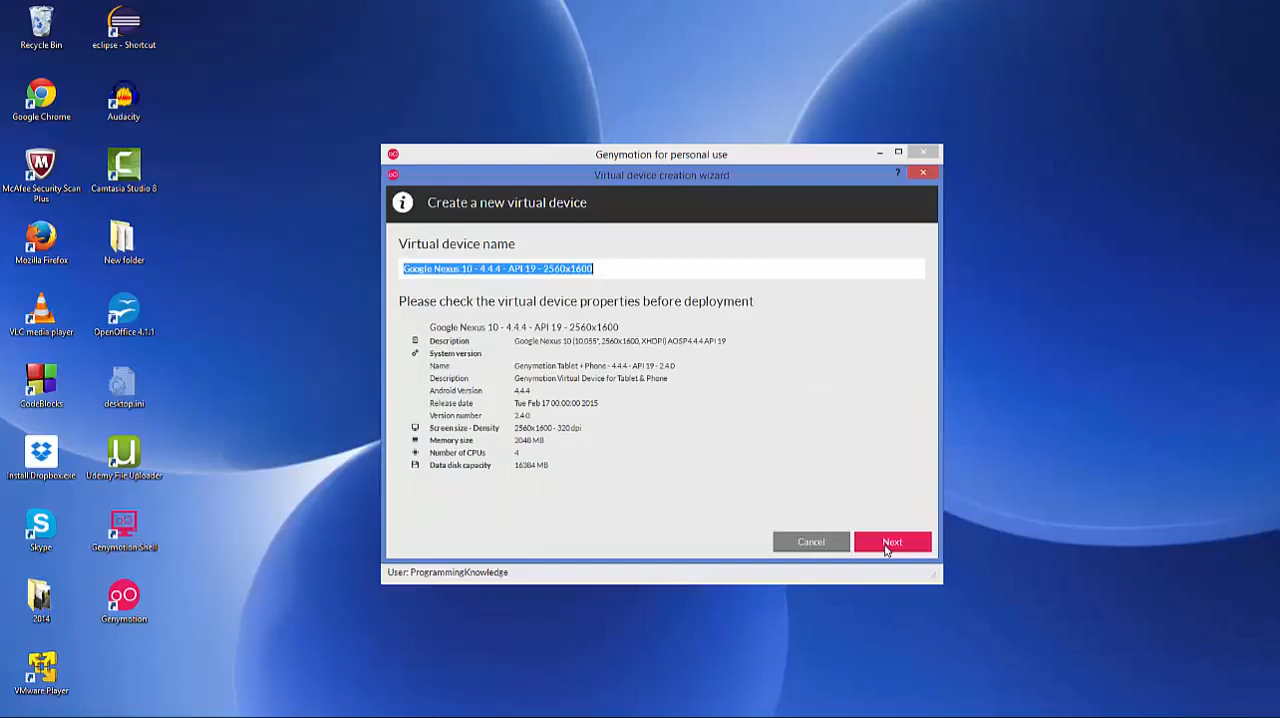 Recycle Bin
eclipse - Shortcut
Google Chrome
Audacity
McAfee Security Scan
Plus
Camtasia Studio 8
Mozilla Firefox
New folder
VLC media player
OpenOffice 4.1.1
CodeBlocks
desktop.ini
Install Dropbox.exe
Udemy File Uploader
Skype
Genymotion Shell
2014
Genymotion
VMware Player
Genymotion for personal use
Virtual device creation wizard
?
Create a new virtual device
Virtual device name
Google Nexus 10 - 4.4.4 - API 19 - 2560x1600
Please check the virtual device properties before deployment
Google Nexus 10 - 4.4.4 - API 19 - 2560x1600
Description Google Nexus 10 (10.055", 2560x1600, XHDPI) AOSP4.4.4 API 19
System version
Name Genymotion Tablet + Phone - 4.4.4 - API 19 - 2.4.0
Description Genymotion Virtual Device for Tablet & Phone
Android Version 4.4.4
Release date Tue Feb 17 00:00:00 2015
Version number 2.4.0
Screen size - Density 2560x1600 - 320 dpi
Memory size 2048 MB
Number of CPUs 4
Data disk capacity 16384 MB
Cancel
Next
User: ProgrammingKnowledge